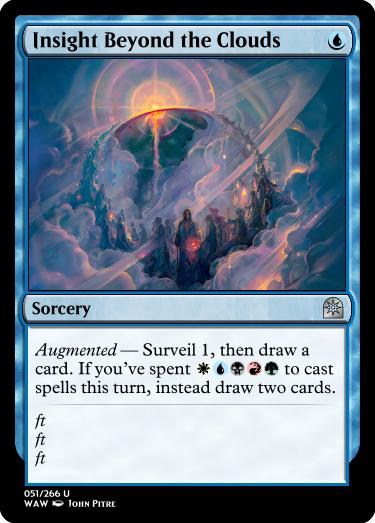 Insight Beyond the Clouds
Sorcery
Augmented — Surveil 1, then draw a
card. If you've spent to cast
spells this turn, instead draw two cards.
ft
ft
ft
051/266 U
WAW John Pitre